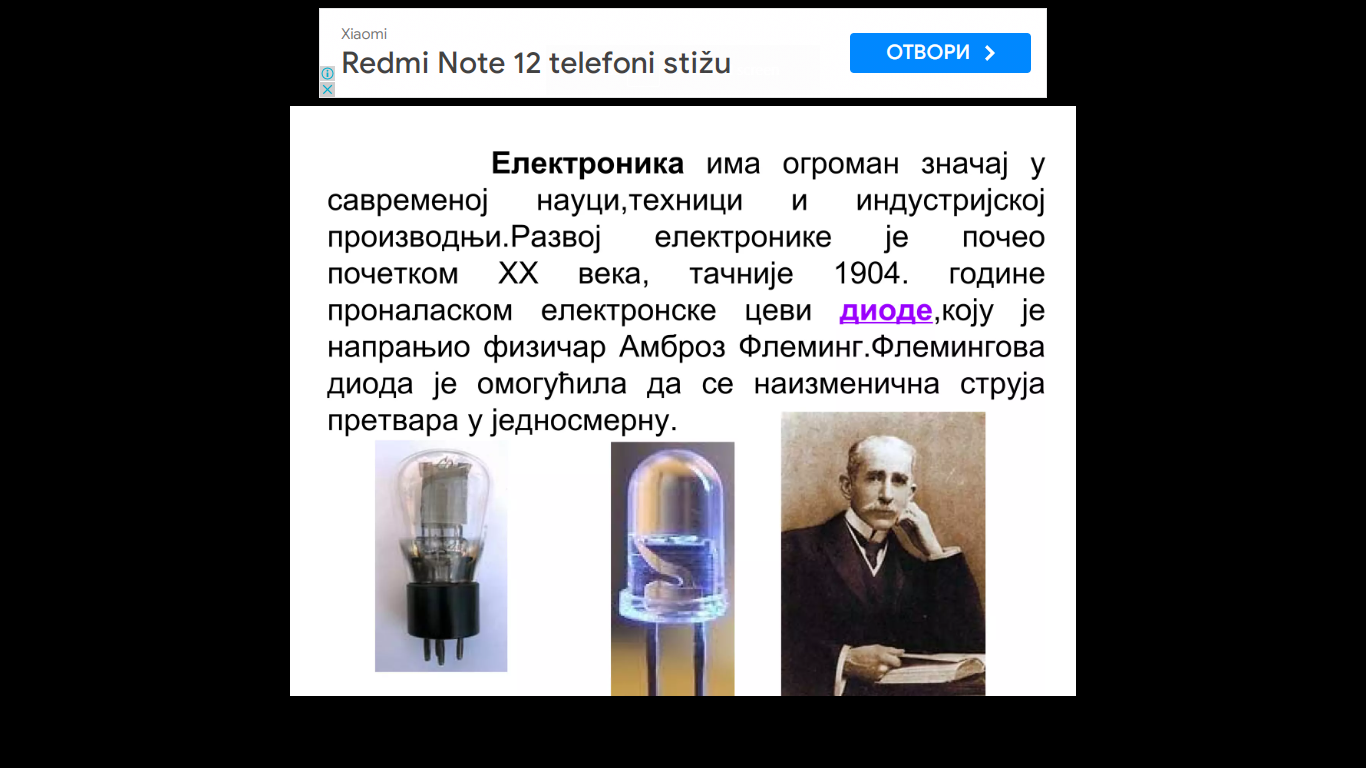 Xiaomi
Redmi Note 12 telefoni stižu
ОТВОРИ
Електроника има огроман значај у
савременој науци,техници и индустријској
производњи.Развој електронике је почео
почетком XX века, тачније 1904. године
проналаском електронске цеви диоде,коју је
напрањио физичар Амброз Флеминг.Флемингова
диода је омогућила да се наизменична струја
претвара у једносмерну.